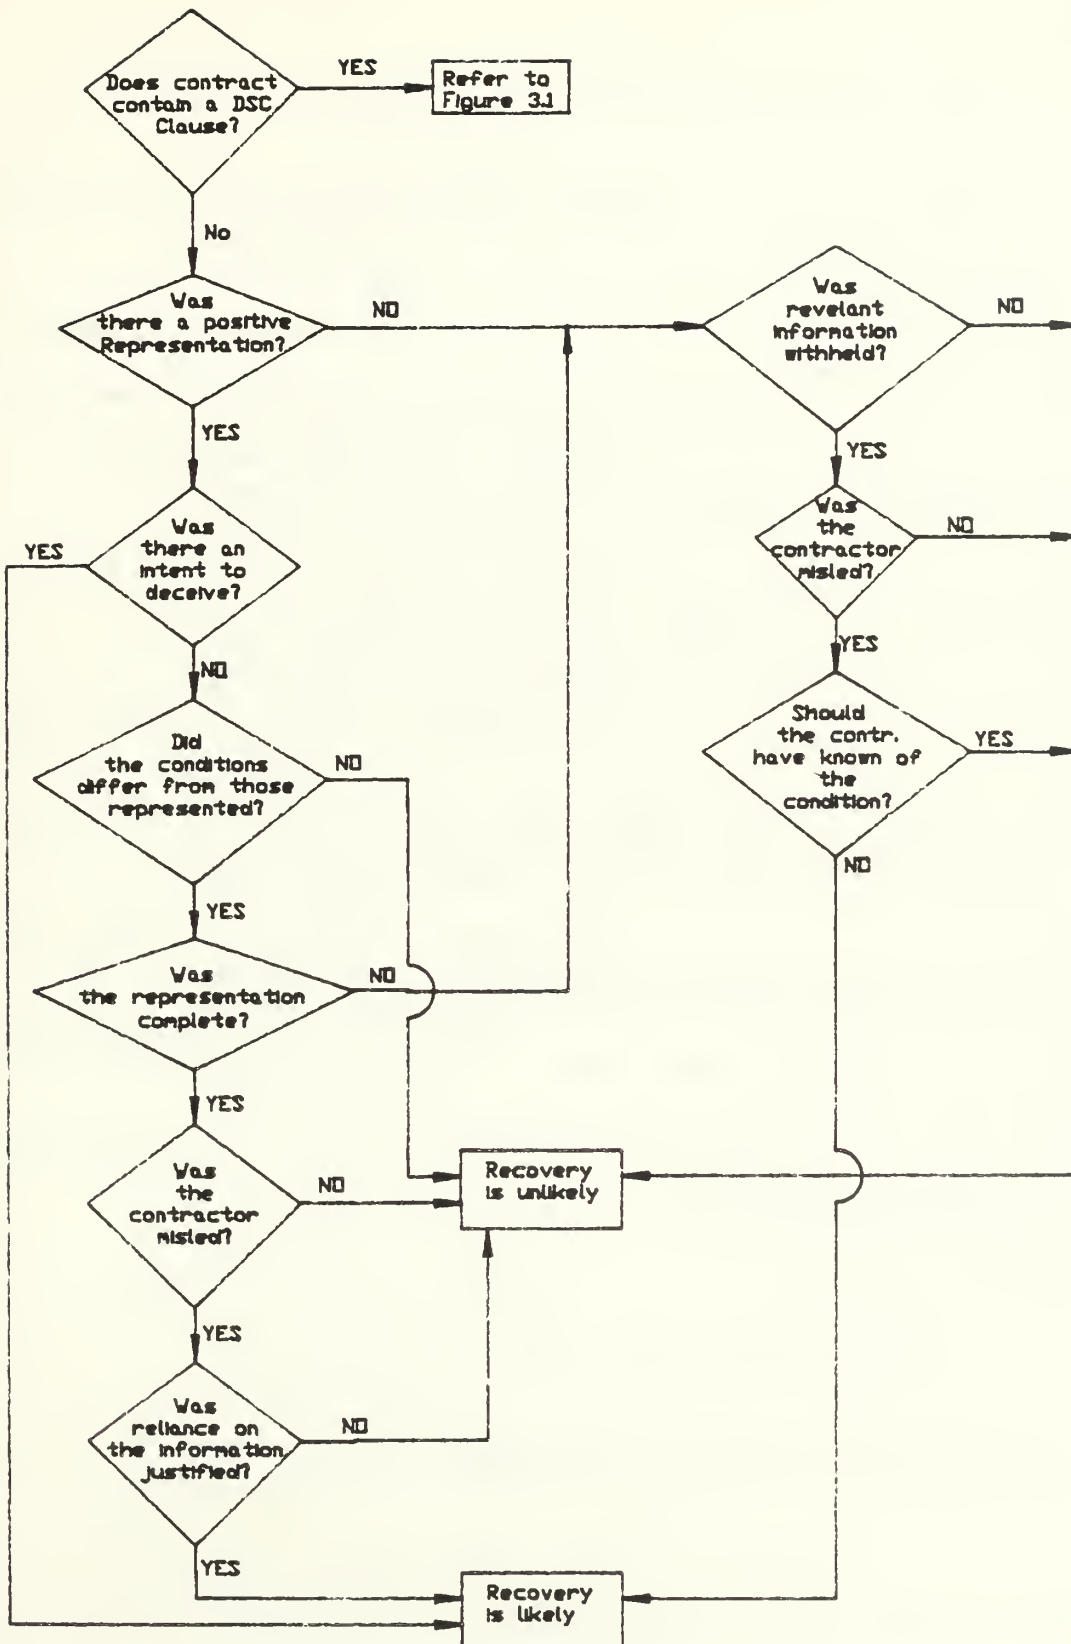 Does contract
contain a DSC
Clause?
YES
Refer to
Figure 3.1
No
Was
there a positive
Representation?
NO
Was
revelant
information
withheld?
NO
YES
YES
Was
the
contractor
misled?
NO
Was
there an
intent to
deceive?
YES
YES
NO
Should
the contr.
have known of
the
condition?
YES
Did
the conditions
differ from those
represented?
NO
NO
YES
Was
the representation
complete?
NO
YES
Was
the
contractor
misled?
NO
Recovery
is unlikely
YES
Was
reliance on
the information
justified?
NO
YES
Recovery
is likely